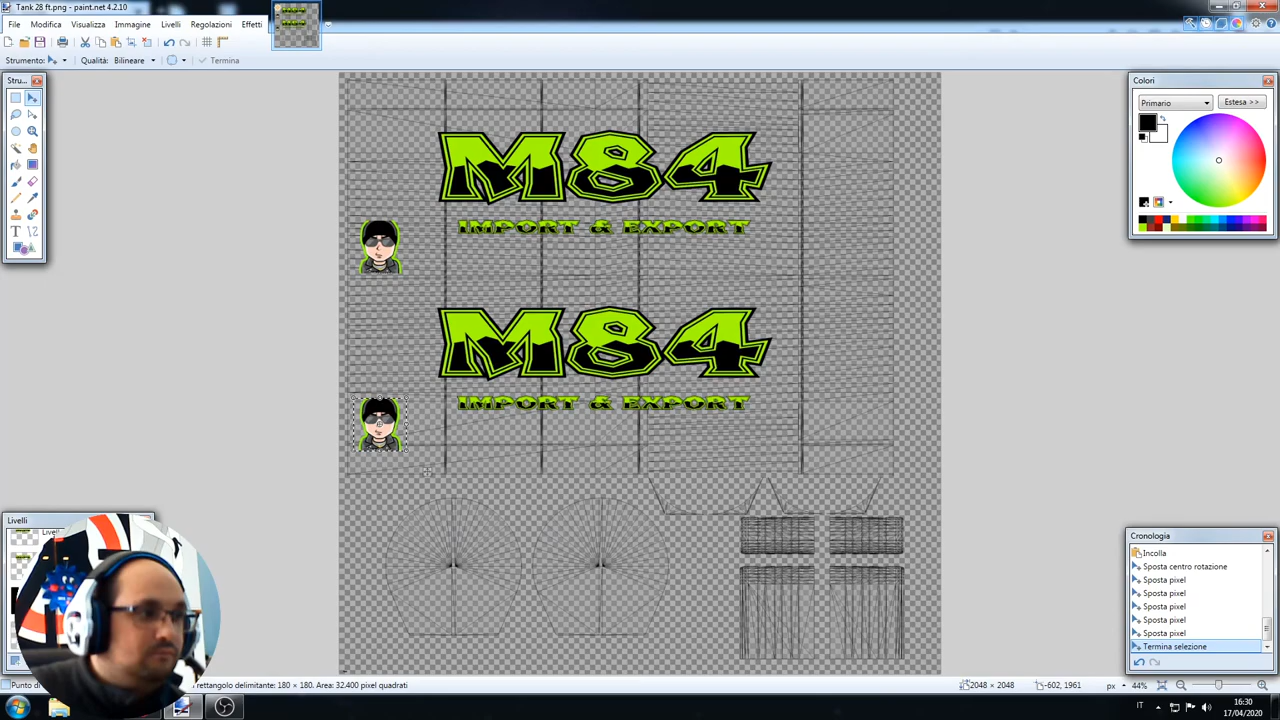 Tank 28 ft.png - paint.net 4.2.10
File Modifica Visualizza Immagine Livelli Regolazioni Effetti
Strumento: Qualità: Bilineare Termina
Stru...
Colori
Primario Estesa >>
M84
IMPORT & EXPORT
M84
IMPORT & EXPORT
Livelli
Cronologia
Incolla
Sposta centro rotazione
Sposta pixel
Sposta pixel
Sposta pixel
Sposta pixel
Sposta pixel
Termina selezione
Punto di rettangolo delimitante: 180 × 180. Area: 32.400 pixel quadrati
2048 × 2048 -602, 1961 px 44%
IT 16:30
17/04/2020